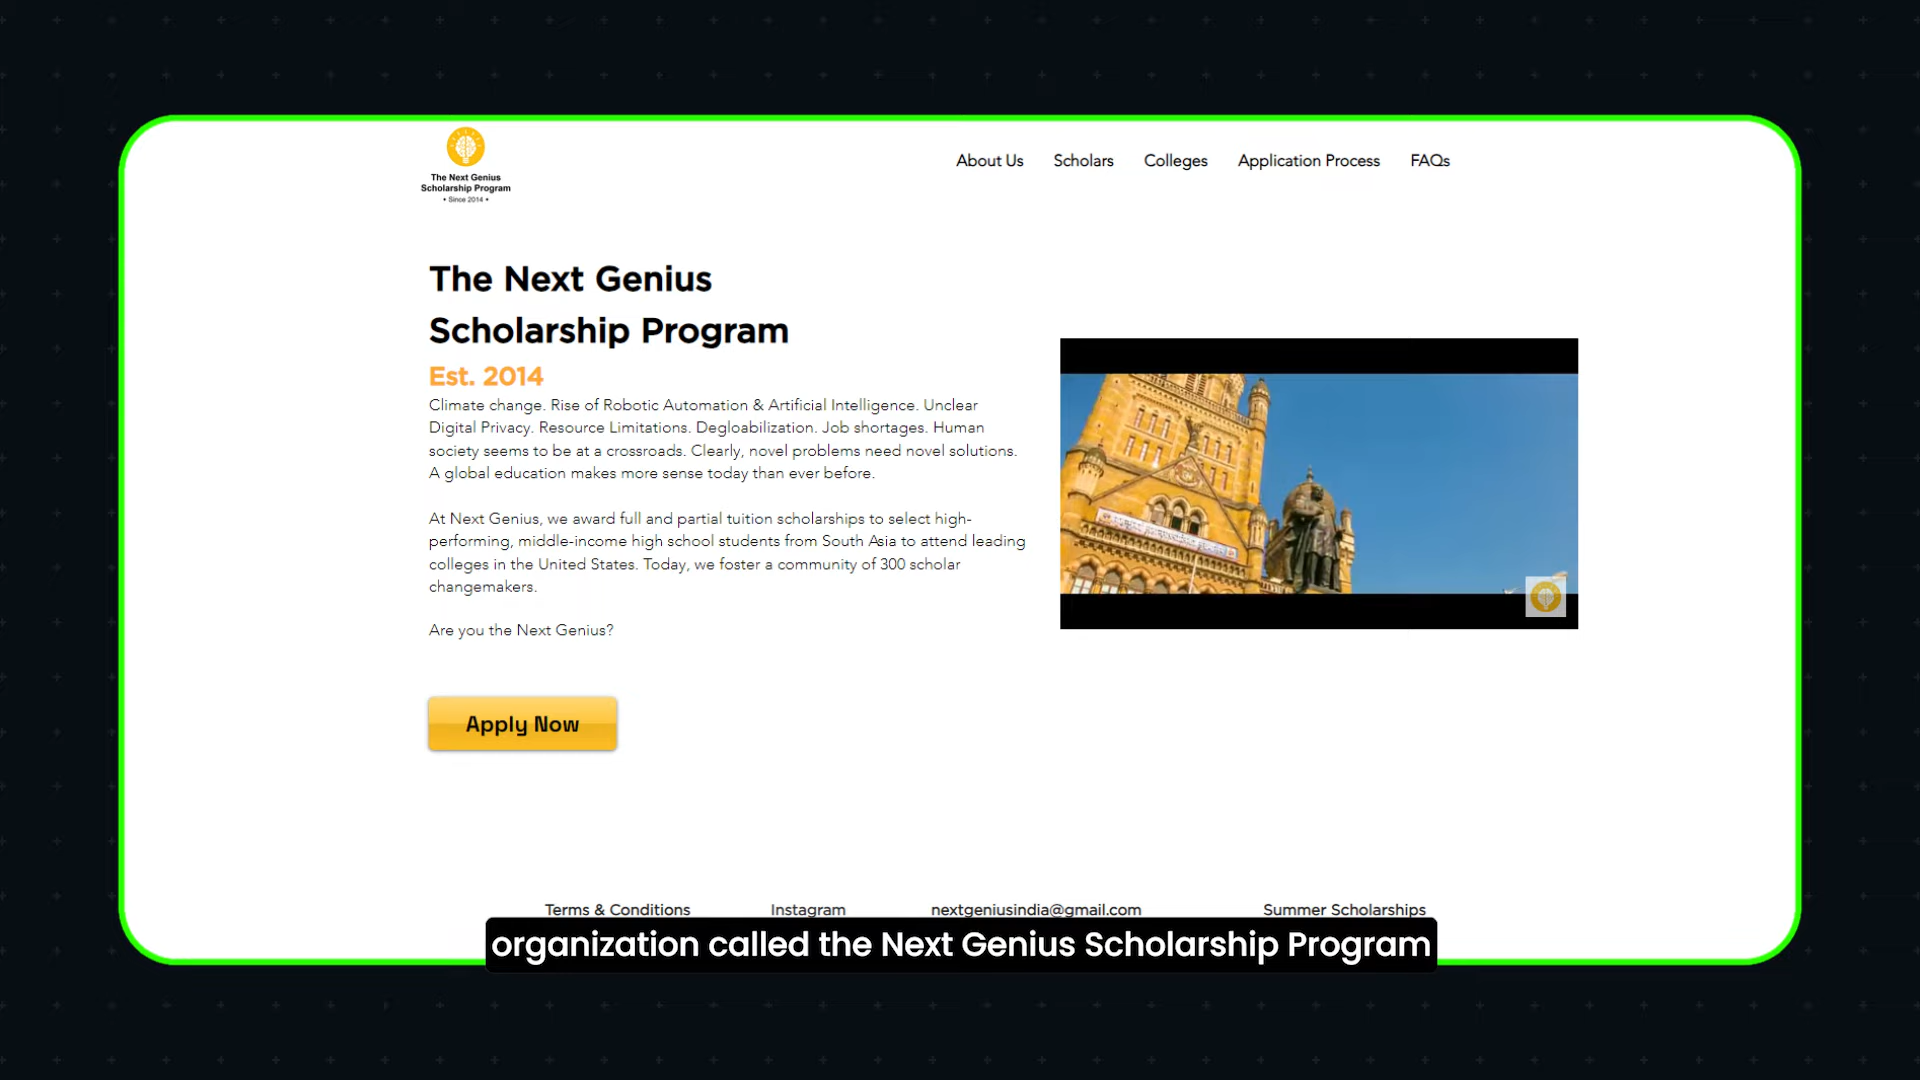 The Next Genius
Scholarship Program
• Since 2014 •
About Us
Scholars
Colleges
Application Process
FAQs
The Next Genius
Scholarship Program
Est. 2014
Climate change. Rise of Robotic Automation & Artificial Intelligence. Unclear
Digital Privacy. Resource Limitations. Degloabilization. Job shortages. Human
society seems to be at a crossroads. Clearly, novel problems need novel solutions.
A global education makes more sense today than ever before.
At Next Genius, we award full and partial tuition scholarships to select high-
performing, middle-income high school students from South Asia to attend leading
colleges in the United States. Today, we foster a community of 300 scholar
changemakers.
Are you the Next Genius?
Apply Now
Terms & Conditions
Instagram
nextgeniusindia@gmail.com
Summer Scholarships
organization called the Next Genius Scholarship Program